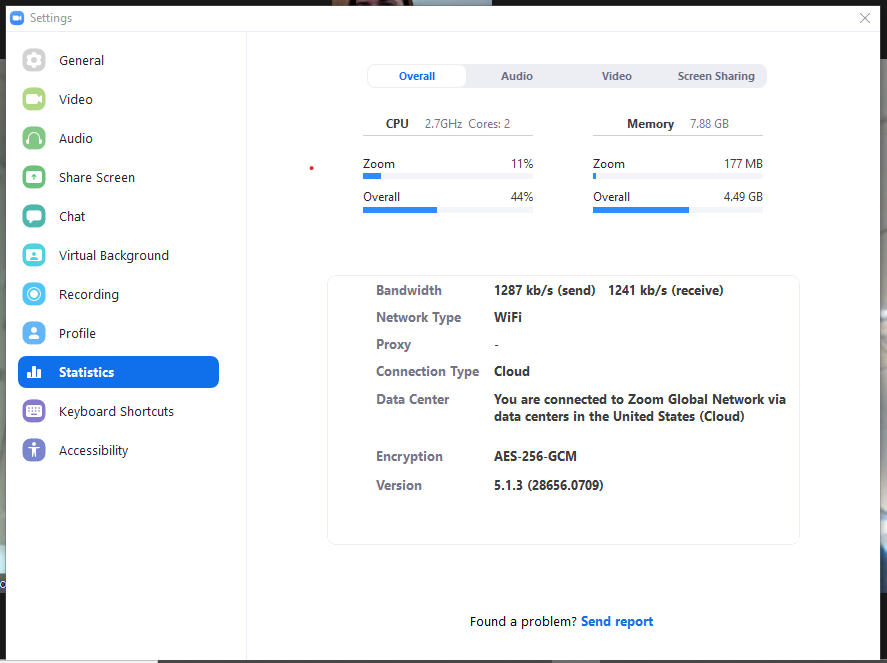 Settings
General
Video
Audio
Share Screen
Chat
Virtual Background
Recording
Profile
Statistics
Keyboard Shortcuts
Accessibility
Overall Audio Video Screen Sharing
CPU 2.7GHz Cores: 2
Zoom 11%
Overall 44%
Memory 7.88 GB
Zoom 177 MB
Overall 4.49 GB
Bandwidth 1287 kb/s (send) 1241 kb/s (receive)
Network Type WiFi
Proxy -
Connection Type Cloud
Data Center You are connected to Zoom Global Network via
data centers in the United States (Cloud)
Encryption AES-256-GCM
Version 5.1.3 (28656.0709)
Found a problem? Send report